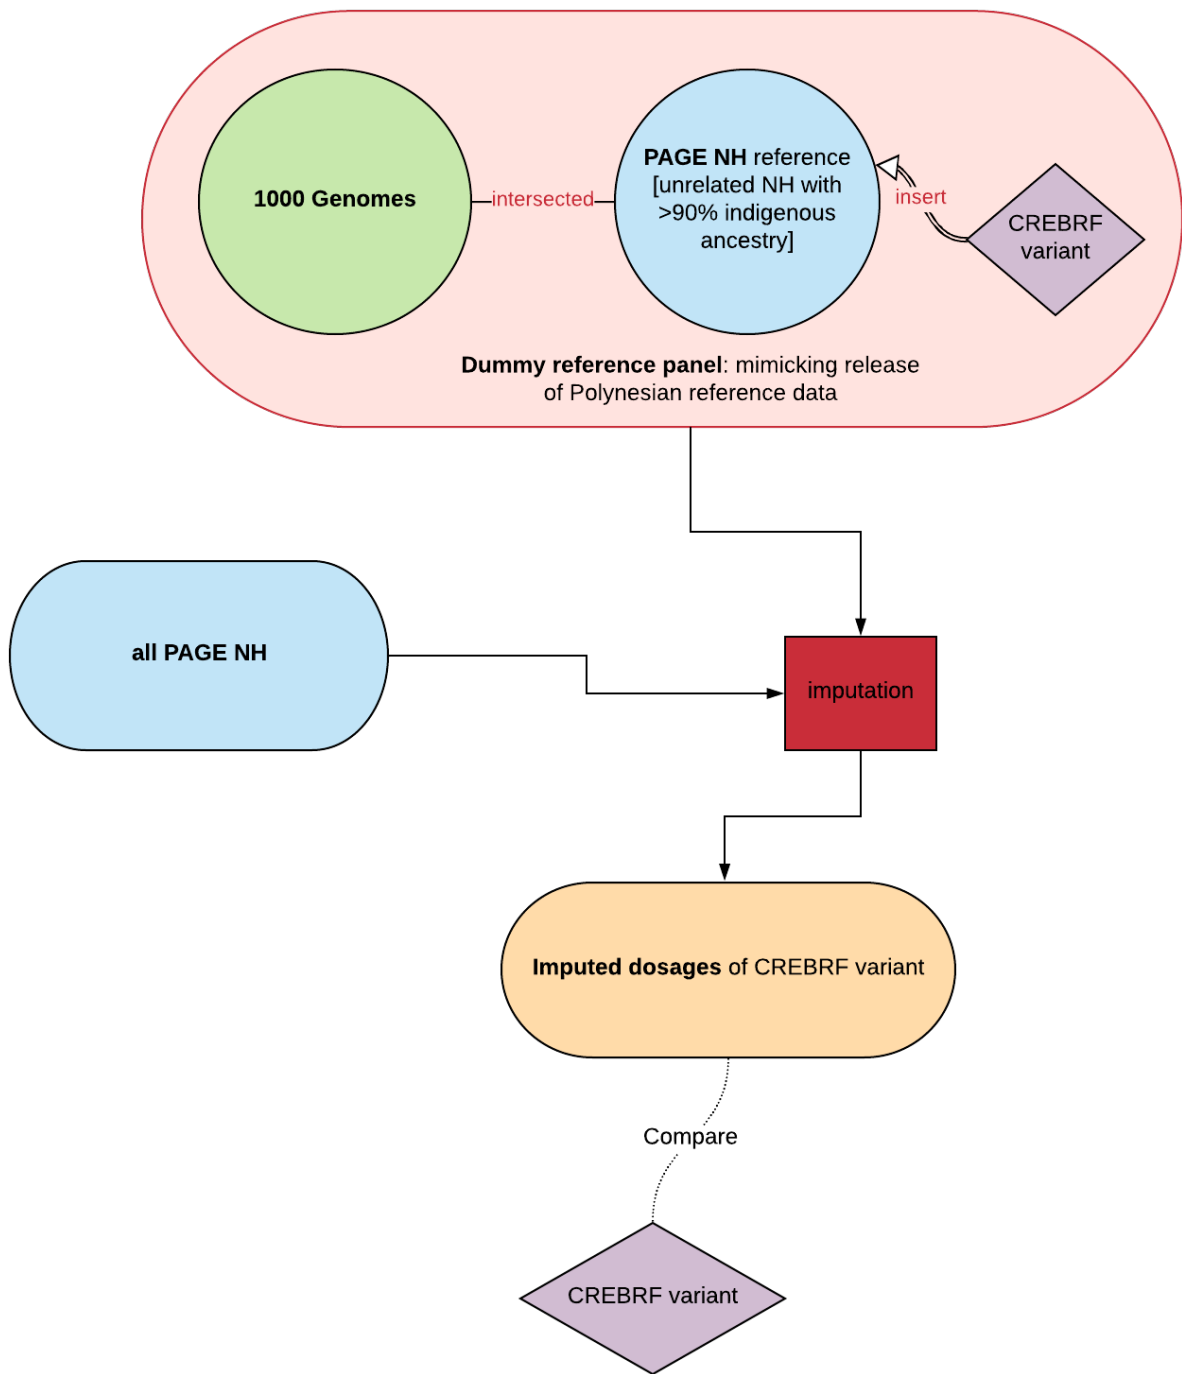 1000 Genomes
intersected
PAGE NH reference
[unrelated NH with
>90% indigenous
ancestry]
insert
CREBRF
variant
Dummy reference panel: mimicking release
of Polynesian reference data
all PAGE NH
imputation
Imputed dosages of CREBRF variant
Compare
CREBRF variant